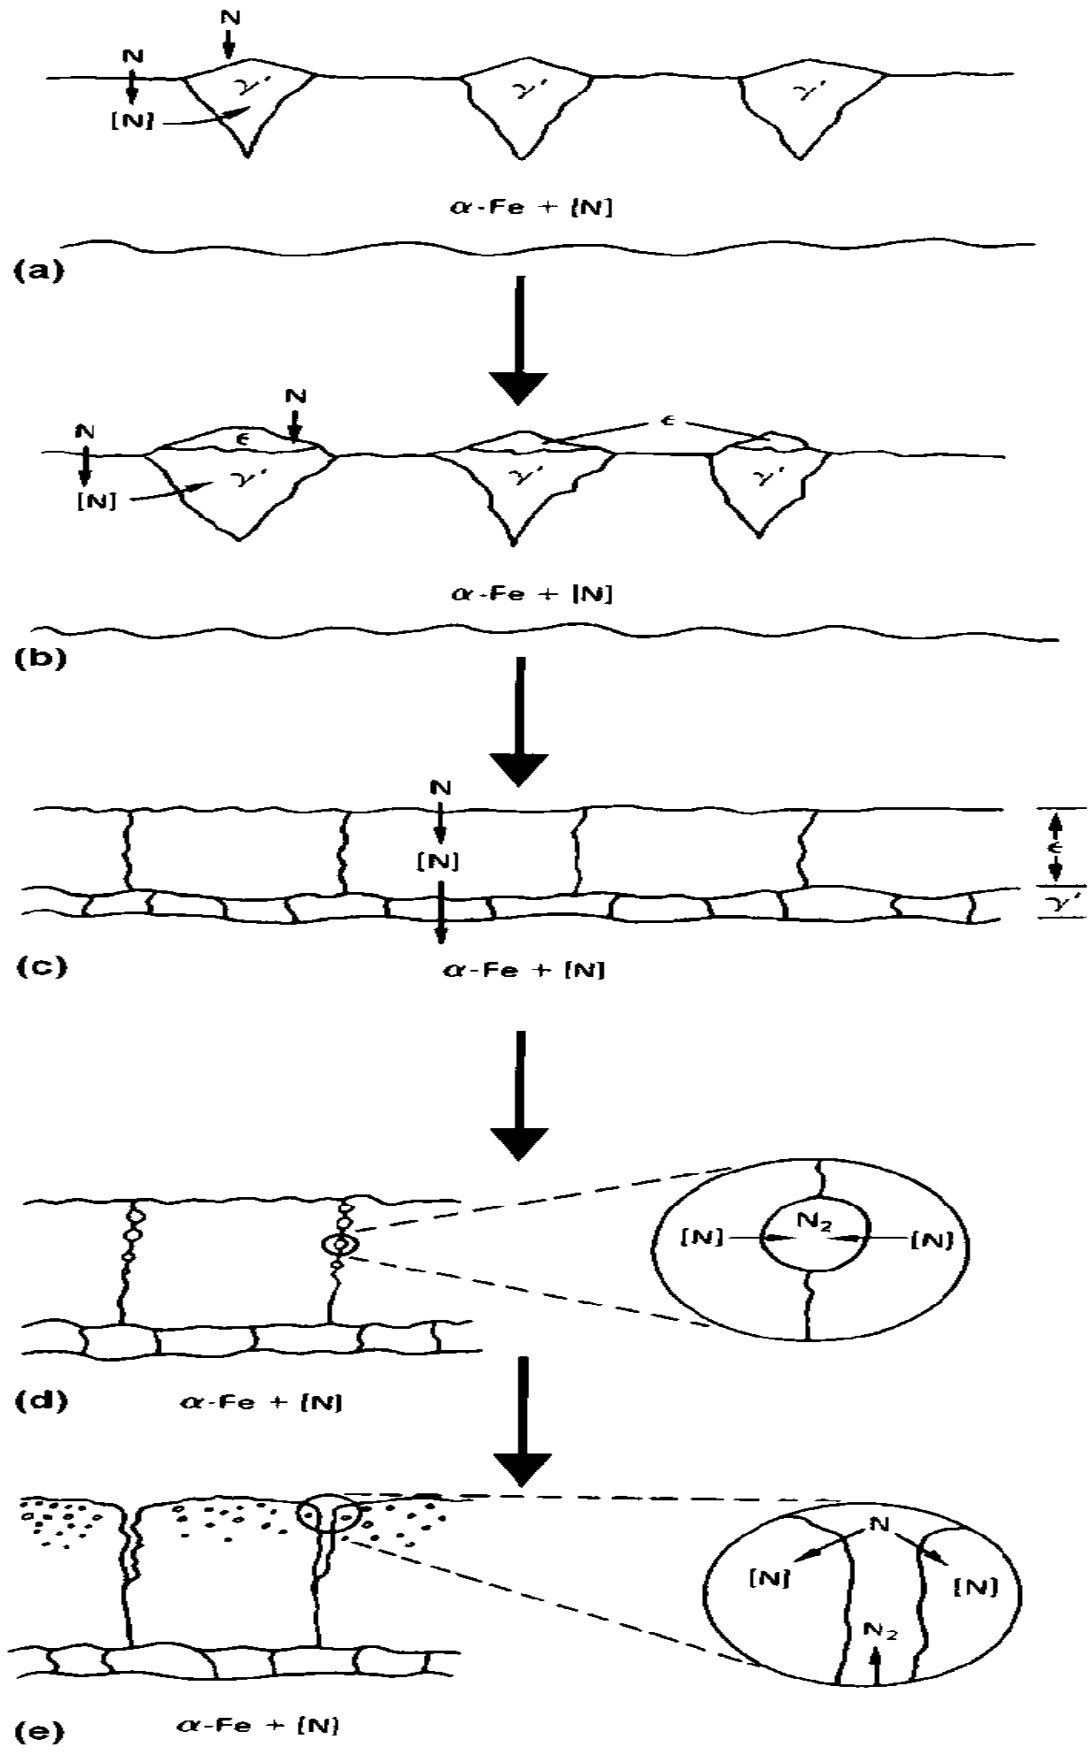 N
N
γ' γ' γ'
[N]
α-Fe + [N]
(a)
N
N
ϵ ϵ
γ' γ' γ'
[N]
α-Fe + [N]
(b)
N
[N] ϵ
γ'
(c) α-Fe + [N]
N₂
[N] [N]
(d) α-Fe + [N]
N
[N] [N]
N₂
(e) α-Fe + [N]